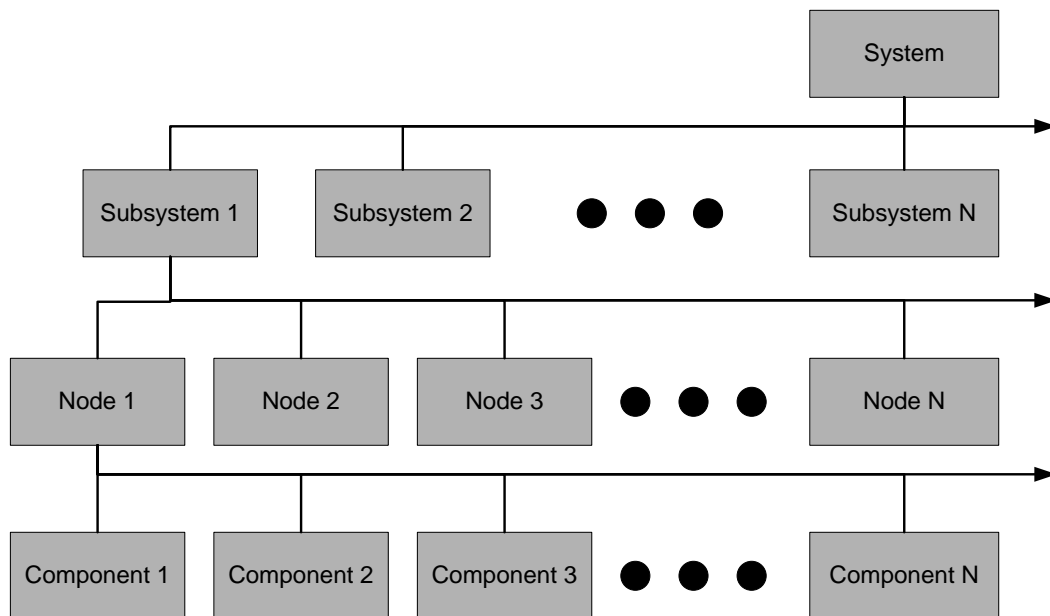 System
Subsystem 1
Subsystem 2
Subsystem N
Node 1
Node 2
Node 3
Node N
Component 1
Component 2
Component 3
Component N